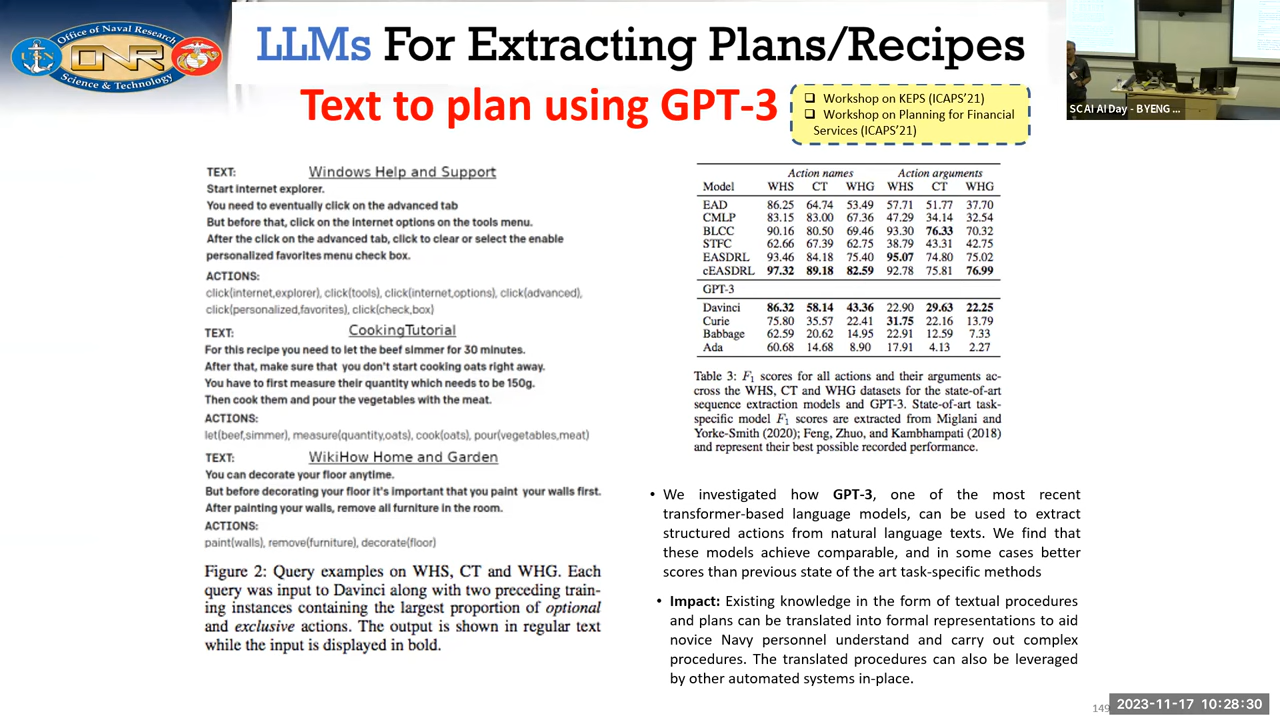 Office of Naval Research
ONR
Science & Technology
LLMs For Extracting Plans/Recipes
Text to plan using GPT-3
Workshop on KEPS (ICAPS'21)
Workshop on Planning for Financial
Services (ICAPS'21)
SCAI AI Day - BYENG ...
TEXT: Windows Help and Support
Start internet explorer.
You need to eventually click on the advanced tab
But before that, click on the internet options on the tools menu.
After the click on the advanced tab, click to clear or select the enable
personalized favorites menu check box.
ACTIONS:
click(internet,explorer), click(tools), click(internet,options), click(advanced),
click(personalized,favorites), click(check,box)
TEXT: CookingTutorial
For this recipe you need to let the beef simmer for 30 minutes.
After that, make sure that you don't start cooking oats right away.
You have to first measure their quantity which needs to be 150g.
Then cook them and pour the vegetables with the meat.
ACTIONS:
let(beef,simmer), measure(quantity,oats), cook(oats), pour(vegetables,meat)
TEXT: WikiHow Home and Garden
You can decorate your floor anytime.
But before decorating your floor it's important that you paint your walls first.
After painting your walls, remove all furniture in the room.
ACTIONS:
paint(walls), remove(furniture), decorate(floor)
Figure 2: Query examples on WHS, CT and WHG. Each
query was input to Davinci along with two preceding train-
ing instances containing the largest proportion of optional
and exclusive actions. The output is shown in regular text
while the input is displayed in bold.
Action names Action arguments
Model WHS CT WHG WHS CT WHG
EAD 86.25 64.74 53.49 57.71 51.77 37.70
CMLP 83.15 83.00 67.36 47.29 34.14 32.54
BLCC 90.16 80.50 69.46 93.30 76.33 70.32
STFC 62.66 67.39 62.75 38.79 43.31 42.75
EASDRL 93.46 84.18 75.40 95.07 74.80 75.02
cEASDRL 97.32 89.18 82.59 92.78 75.81 76.99
GPT-3
Davinci 86.32 58.14 43.36 22.90 29.63 22.25
Curie 75.80 35.57 22.41 31.75 22.16 13.79
Babbage 62.59 20.62 14.95 22.91 12.59 7.33
Ada 60.68 14.68 8.90 17.91 4.13 2.27
Table 3: F1 scores for all actions and their arguments ac-
cross the WHS, CT and WHG datasets for the state-of-art
sequence extraction models and GPT-3. State-of-art task-
specific model F1 scores are extracted from Miglani and
Yorke-Smith (2020); Feng, Zhuo, and Kambhampati (2018)
and represent their best possible recorded performance.
• We investigated how GPT-3, one of the most recent
transformer-based language models, can be used to extract
structured actions from natural language texts. We find that
these models achieve comparable, and in some cases better
scores than previous state of the art task-specific methods
• Impact: Existing knowledge in the form of textual procedures
and plans can be translated into formal representations to aid
novice Navy personnel understand and carry out complex
procedures. The translated procedures can also be leveraged
by other automated systems in-place.
149
2023-11-17 10:28:30